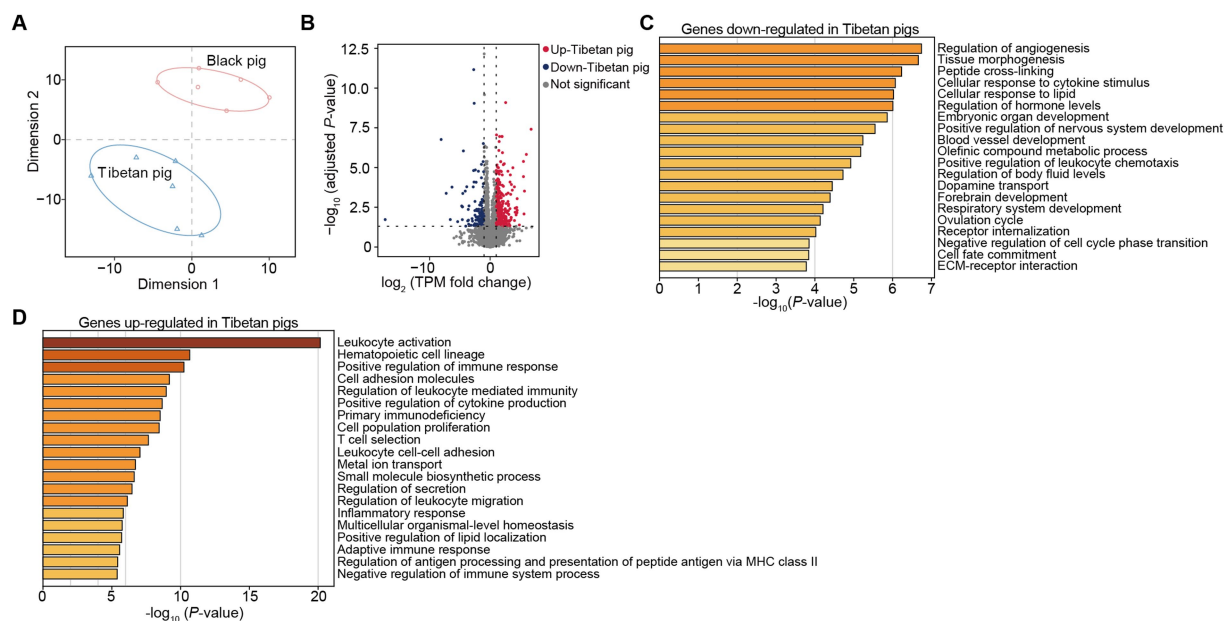 A
Black pig
Tibetan pig
10
0
−10
−10
0
10
Dimension 2
Dimension 1
B
12.5
10.0
7.5
5.0
2.5
0
−10
0
−log10 (adjusted P-value)
log2 (TPM fold change)
Up-Tibetan pig
Down-Tibetan pig
Not significant
C
Genes down-regulated in Tibetan pigs
Regulation of angiogenesis
Tissue morphogenesis
Peptide cross-linking
Cellular response to cytokine stimulus
Cellular response to lipid
Regulation of hormone levels
Embryonic organ development
Positive regulation of nervous system development
Blood vessel development
Olefinic compound metabolic process
Positive regulation of leukocyte chemotaxis
Regulation of body fluid levels
Dopamine transport
Forebrain development
Respiratory system development
Ovulation cycle
Receptor internalization
Negative regulation of cell cycle phase transition
Cell fate commitment
ECM-receptor interaction
0 1 2 3 4 5 6 7
-log10(P-value)
D
Genes up-regulated in Tibetan pigs
Leukocyte activation
Hematopoietic cell lineage
Positive regulation of immune response
Cell adhesion molecules
Regulation of leukocyte mediated immunity
Positive regulation of cytokine production
Primary immunodeficiency
Cell population proliferation
T cell selection
Leukocyte cell-cell adhesion
Metal ion transport
Small molecule biosynthetic process
Regulation of secretion
Regulation of leukocyte migration
Inflammatory response
Multicellular organismal-level homeostasis
Positive regulation of lipid localization
Adaptive immune response
Regulation of antigen processing and presentation of peptide antigen via MHC class II
Negative regulation of immune system process
0 5 10 15 20
-log10 (P-value)